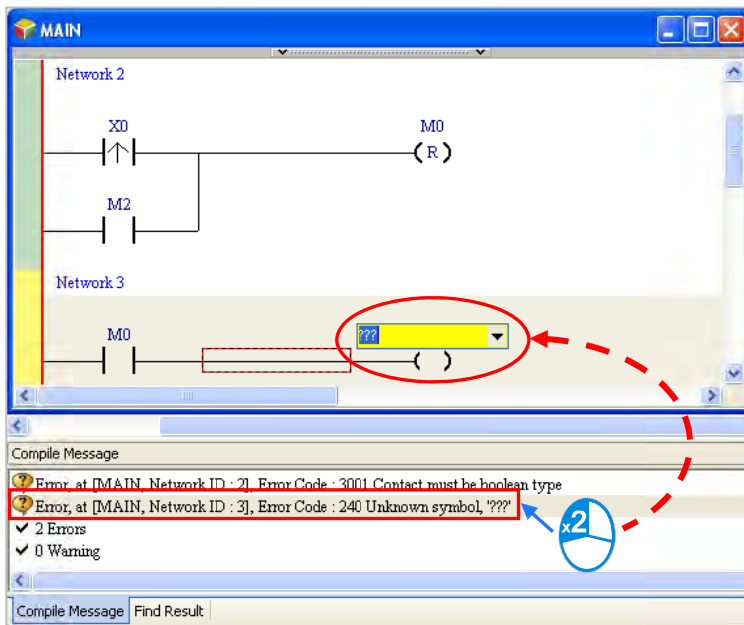 MAIN
Network 2
X0 M0
R
M2
Network 3
M0 ???
Compile Message
Error, at [MAIN, Network ID : 2], Error Code : 3001 Contact must be boolean type
Error, at [MAIN, Network ID : 3], Error Code : 240 Unknown symbol, '???'
2 Errors
0 Warning
x2
Compile Message Find Result